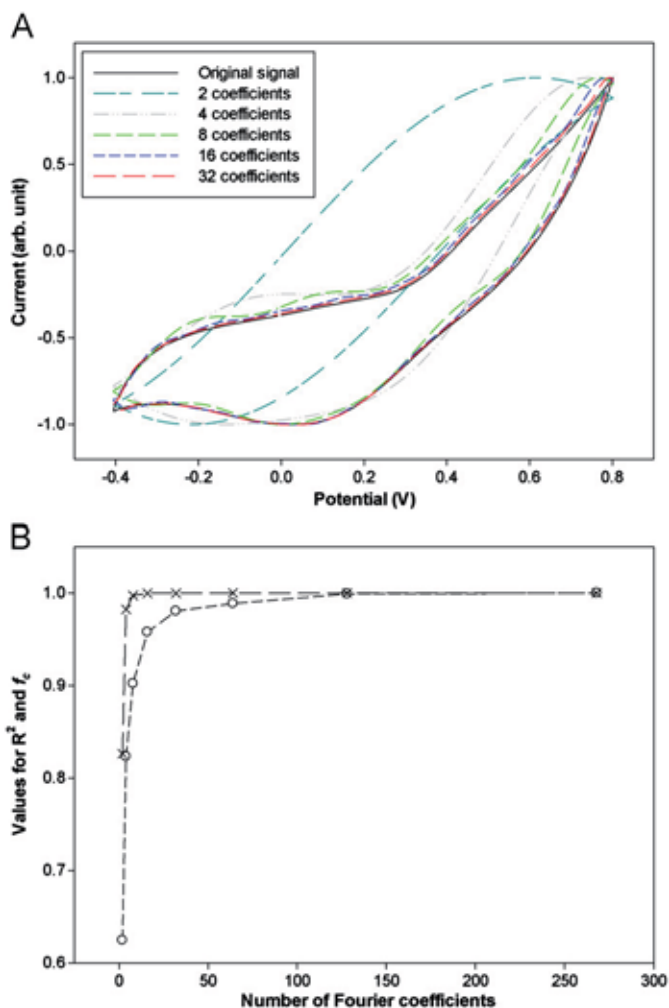 A
Original signal
2 coefficients
4 coefficients
8 coefficients
16 coefficients
32 coefficients
Current (arb. unit)
1.0
0.5
0.0
-0.5
-1.0
-0.4 -0.2 0.0 0.2 0.4 0.6 0.8
Potential (V)
B
Values for R² and f_c
1.0
0.9
0.8
0.7
0.6
0 50 100 150 200 250 300
Number of Fourier coefficients